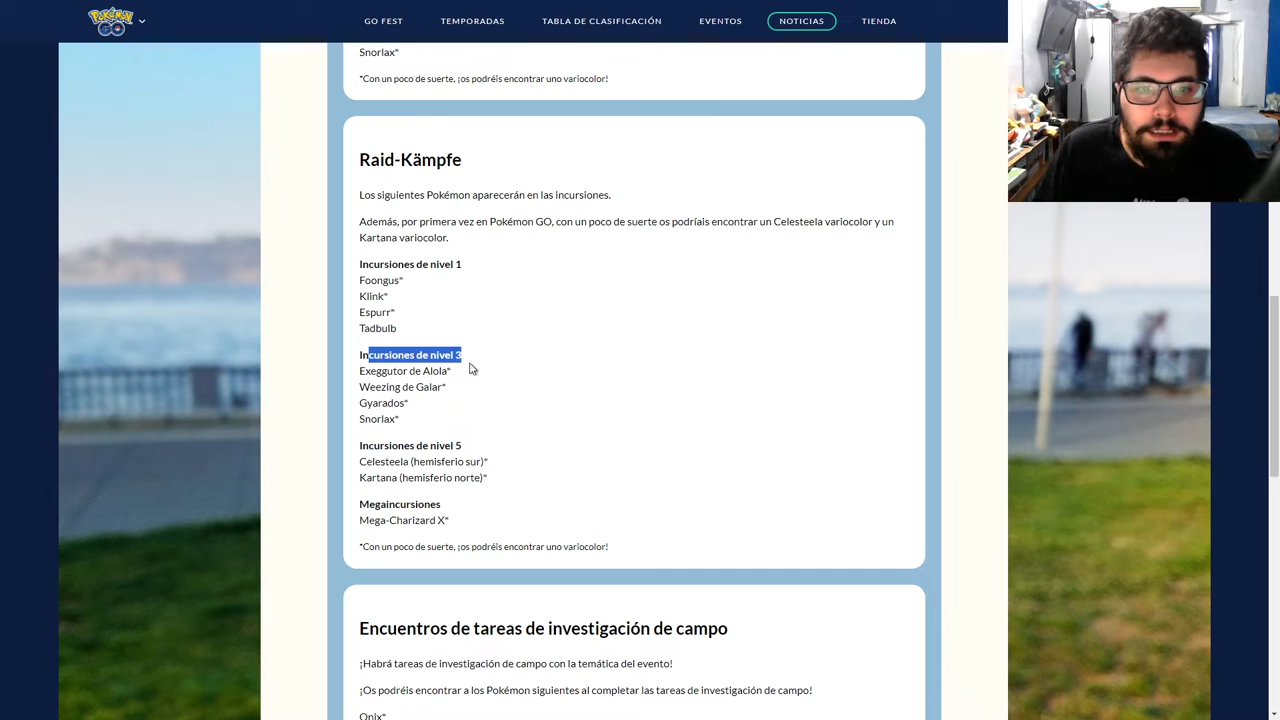 POKÉMON GO
GO FEST
TEMPORADAS
TABLA DE CLASIFICACIÓN
EVENTOS
NOTICIAS
TIENDA
Snorlax*
*Con un poco de suerte, ¡os podréis encontrar uno variocolor!
Raid-Kämpfe
Los siguientes Pokémon aparecerán en las incursiones.
Además, por primera vez en Pokémon GO, con un poco de suerte os podríais encontrar un Celesteela variocolor y un
Kartana variocolor.
Incursiones de nivel 1
Foongus*
Klink*
Espurr*
Tadbulb
Incursiones de nivel 3
Exeggutor de Alola*
Weezing de Galar*
Gyarados*
Snorlax*
Incursiones de nivel 5
Celesteela (hemisferio sur)*
Kartana (hemisferio norte)*
Megaincursiones
Mega-Charizard X*
*Con un poco de suerte, ¡os podréis encontrar uno variocolor!
Encuentros de tareas de investigación de campo
¡Habrá tareas de investigación de campo con la temática del evento!
¡Os podréis encontrar a los Pokémon siguientes al completar las tareas de investigación de campo!
Onix*